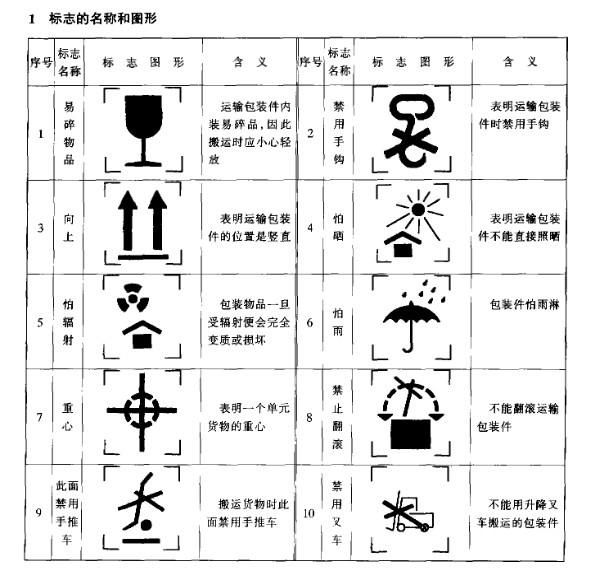 1 标志的名称和图形
序号 标志名称 标志图形 含义 序号 标志名称 标志图形 含义
1 易碎物品 运输包装件内装易碎品,因此搬运时应小心轻放
2 禁用手钩 表明运输包装件时禁用手钩
3 向上 表明运输包装件的位置是竖直
4 怕晒 表明运输包装件不能直接照晒
5 怕辐射 包装物品一旦受辐射便会完全变质或损坏
6 怕雨 包装件怕雨淋
7 重心 表明一个单元货物的重心
8 禁止翻滚 不能翻滚运输包装件
9 此面禁用手推车 搬运货物时此面禁用手推车
10 禁用叉车 不能用升降叉车搬运的包装件